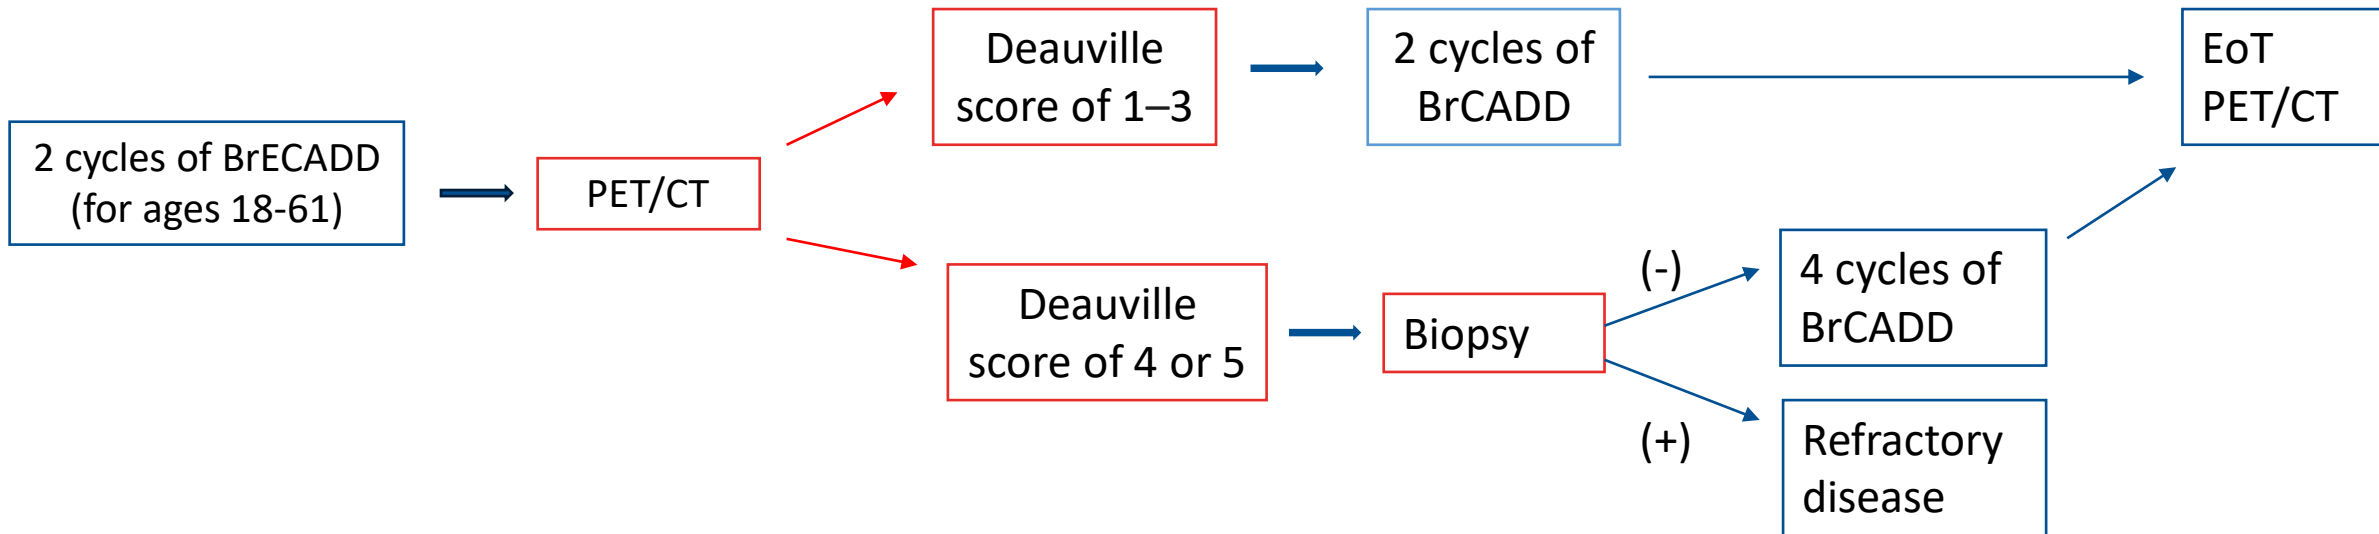 2 cycles of BrECADD
(for ages 18-61)
PET/CT
Deauville
score of 1–3
2 cycles of
BrCADD
EoT
PET/CT
Deauville
score of 4 or 5
Biopsy
(-)
4 cycles of
BrCADD
(+)
Refractory
disease